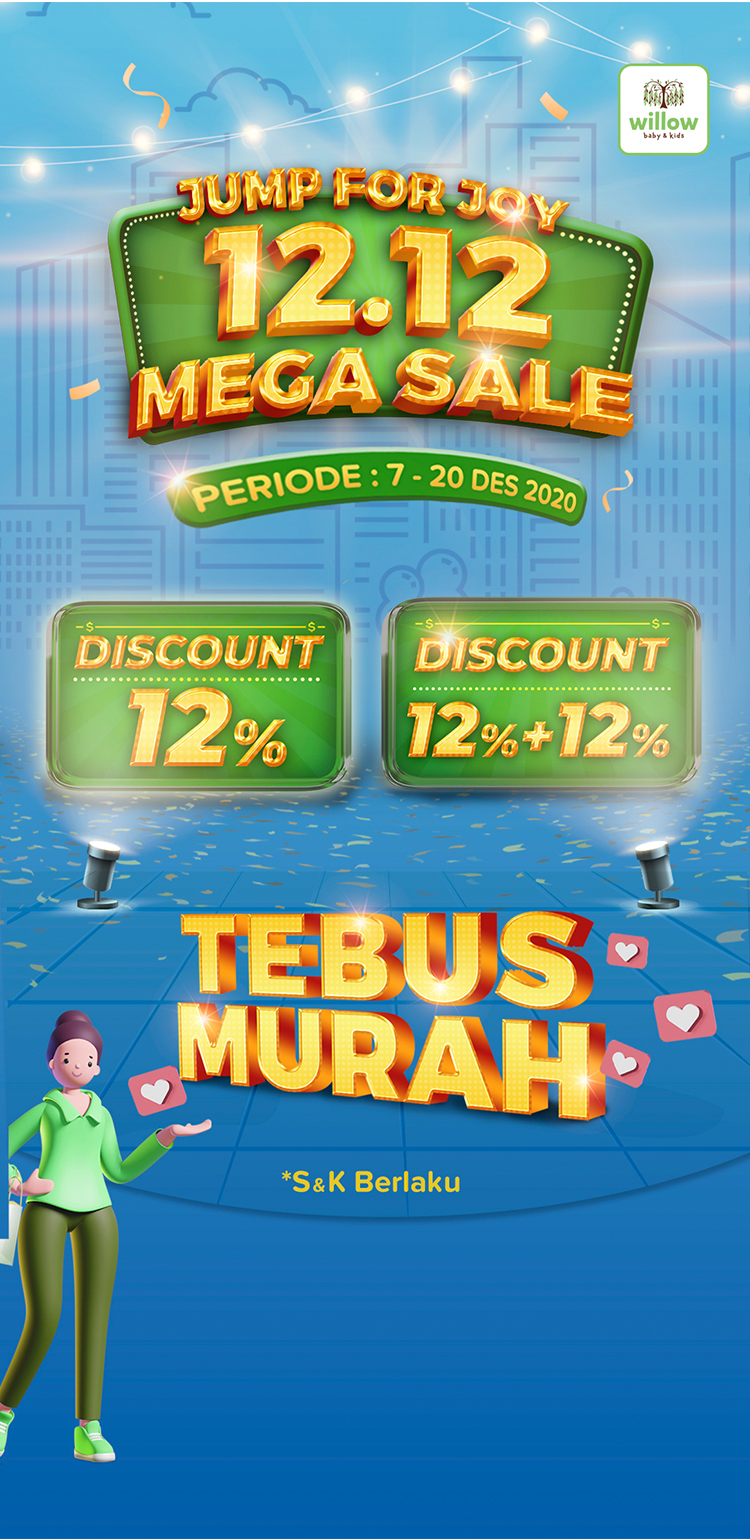 willow
baby & kids
JUMP FOR JOY
12.12
MEGA SALE
PERIODE : 7 - 20 DES 2020
DISCOUNT
12%
DISCOUNT
12%+12%
TEBUS
MURAH
*S&K Berlaku